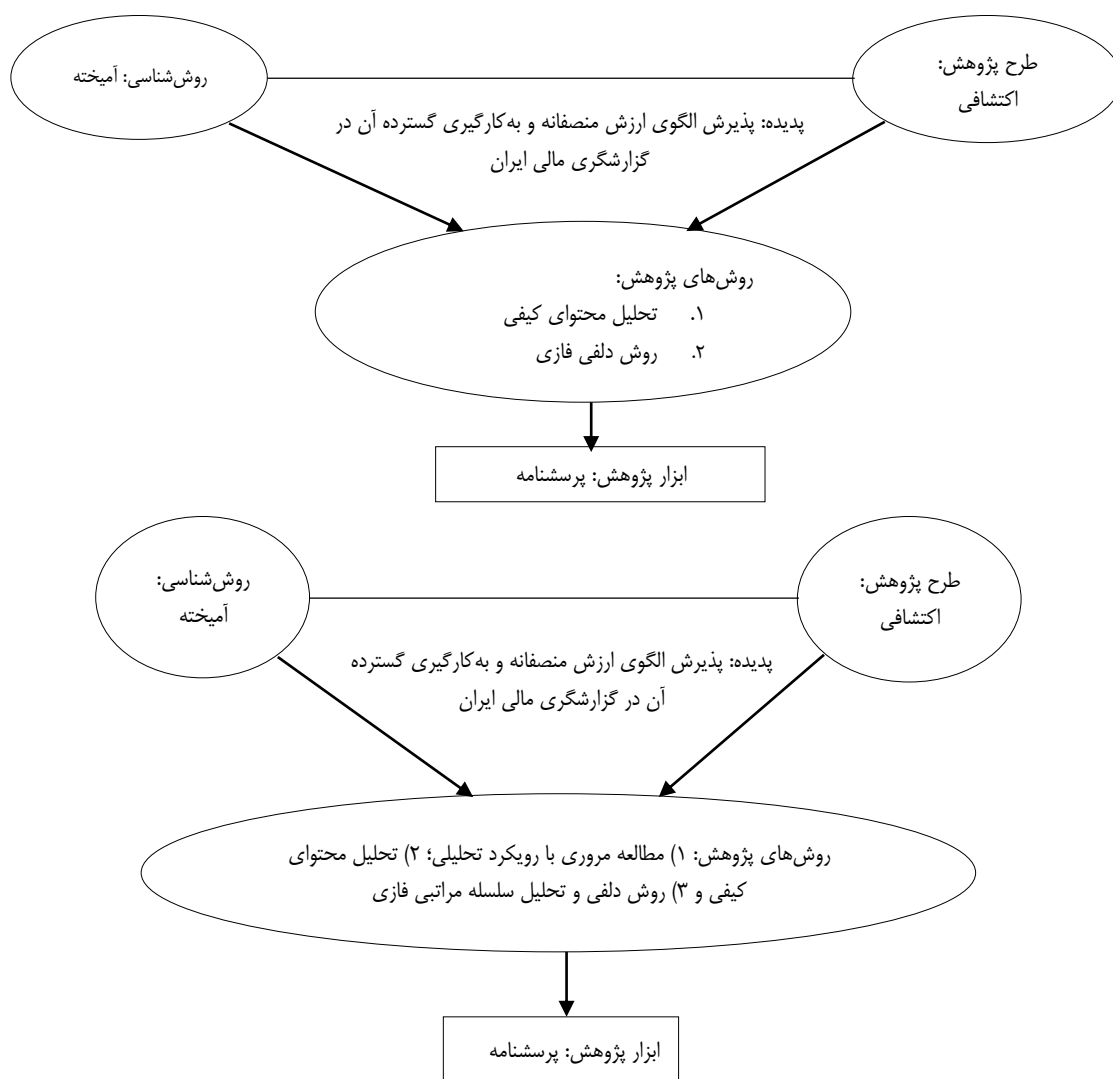 طرح پژوهش:
اکتشافی
روش‌شناسی: آمیخته
پدیده: پذیرش الگوی ارزش منصفانه و به‌کارگیری گسترده آن در
گزارشگری مالی ایران
روش‌های پژوهش:
۱. تحلیل محتوای کیفی
۲. روش دلفی فازی
ابزار پژوهش: پرسشنامه
طرح پژوهش:
اکتشافی
روش‌شناسی:
آمیخته
پدیده: پذیرش الگوی ارزش منصفانه و به‌کارگیری گسترده
آن در گزارشگری مالی ایران
روش‌های پژوهش: ۱) مطالعه مروری با رویکرد تحلیلی؛ ۲) تحلیل محتوای
کیفی و ۳) روش دلفی و تحلیل سلسله مراتبی فازی
ابزار پژوهش: پرسشنامه